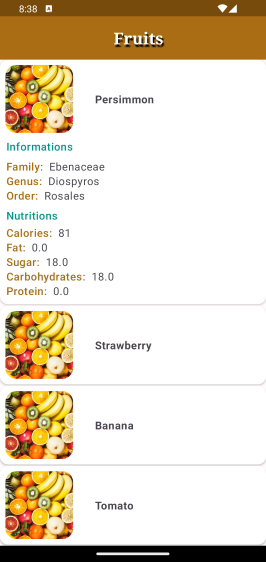 8:38
Fruits
Persimmon
Informations
Family: Ebenaceae
Genus: Diospyros
Order: Rosales
Nutritions
Calories: 81
Fat: 0.0
Sugar: 18.0
Carbohydrates: 18.0
Protein: 0.0
Strawberry
Banana
Tomato